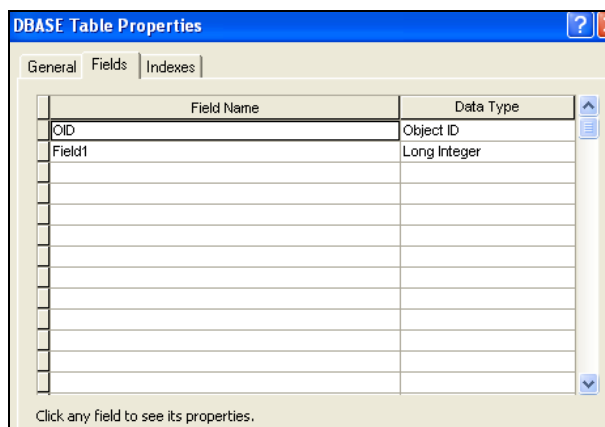 DBASE Table Properties ?
General Fields Indexes
Field Name Data Type
OID Object ID
Field1 Long Integer
Click any field to see its properties.